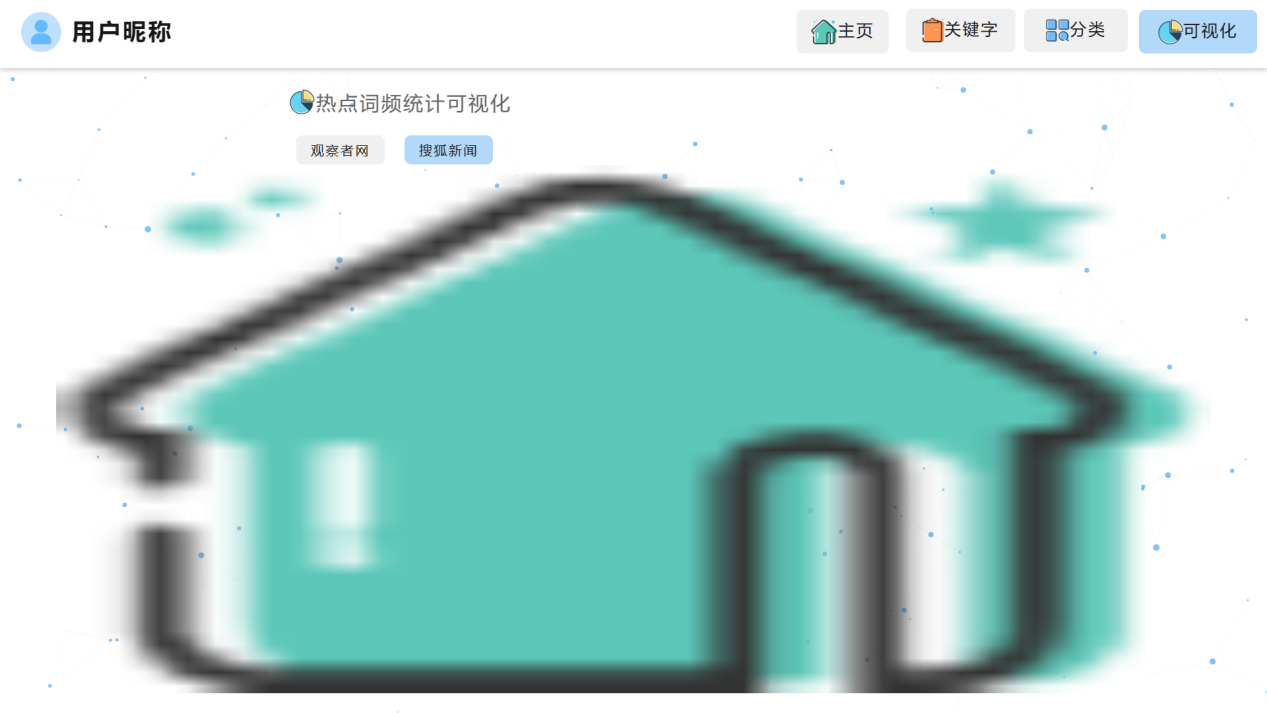 用户昵称
主页
关键字
分类
可视化
热点词频统计可视化
观察者网
搜狐新闻